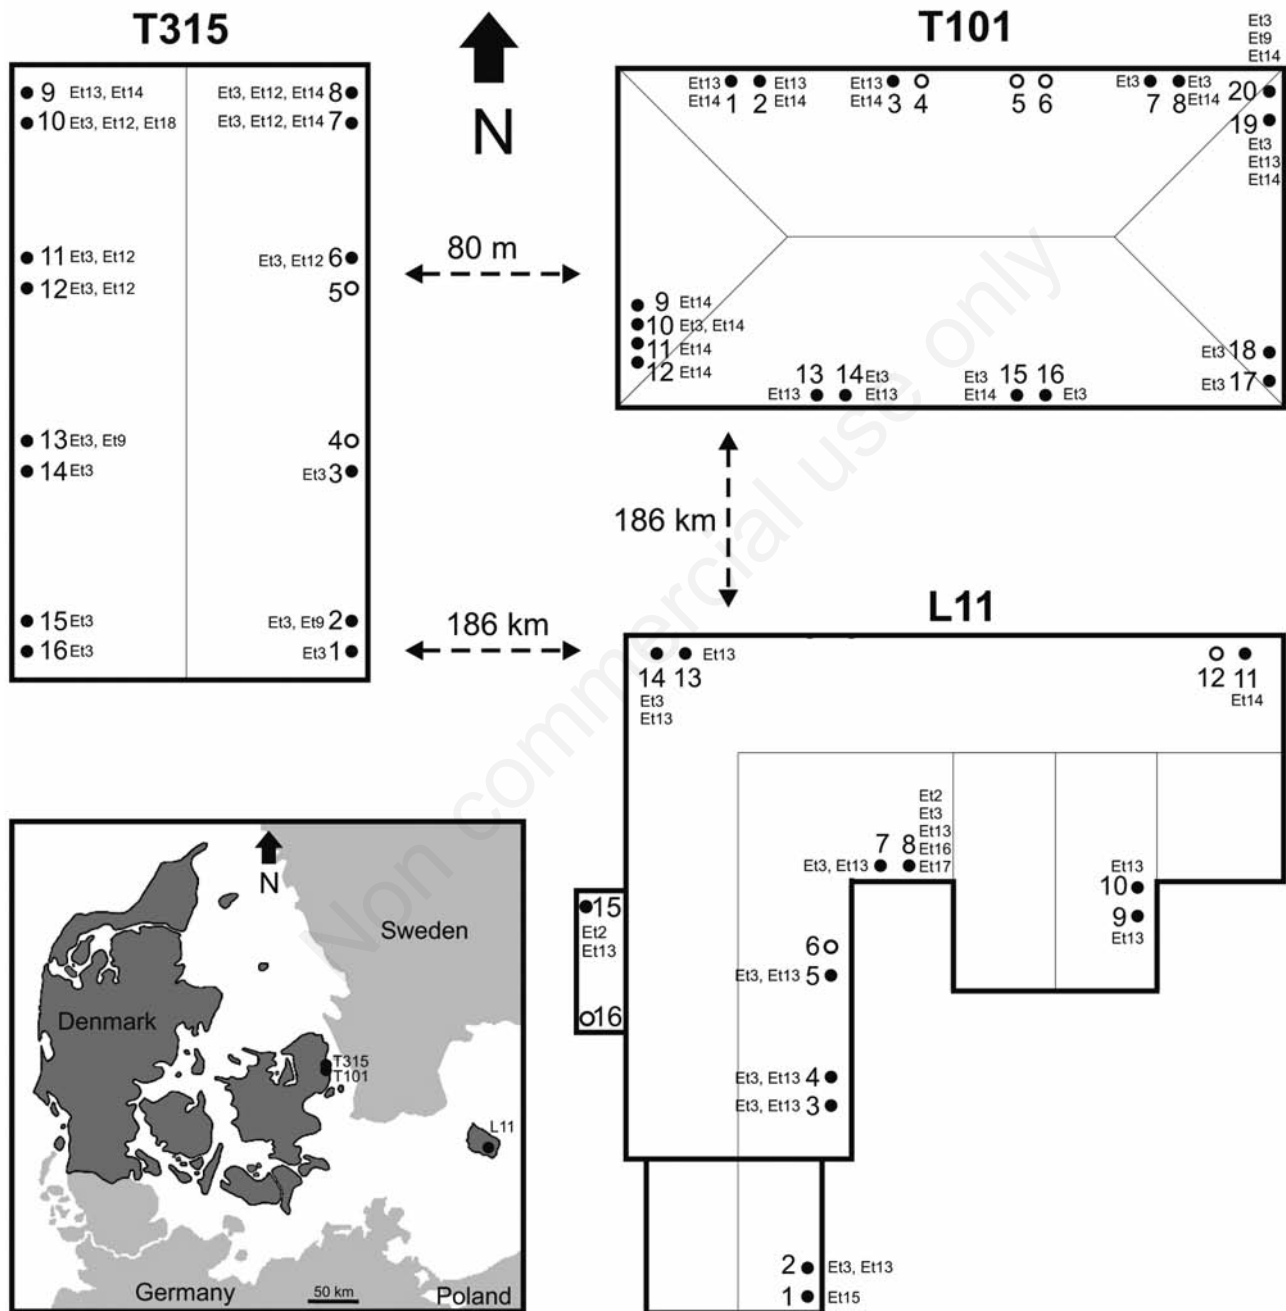 T315
9 Et13, Et14
Et3, Et12, Et14 8
10 Et3, Et12, Et18
Et3, Et12, Et14 7
11 Et3, Et12
Et3, Et12 6
12 Et3, Et12
5
13 Et3, Et9
4
14 Et3
Et3 3
15 Et3
Et3, Et9 2
16 Et3
Et3 1
N
80 m
186 km
186 km
T101
Et3
Et9
Et14
Et13
Et14
1
2
Et13
Et14
Et13
Et14
3
4
5
6
Et3
7
8
Et3
Et14
20
19
Et3
Et13
Et14
9 Et14
10 Et3, Et14
11 Et14
12 Et14
13
Et13
14
Et3
Et13
Et3
Et14
15
16
Et3
Et3 18
Et3 17
L11
14
Et3
Et13
13
Et13
12
11
Et14
Et2
Et3
Et13
Et16
Et17
7
8
Et3, Et13
Et13
10
9
Et13
15
Et2
Et13
6
Et3, Et13 5
16
Et3, Et13 4
Et3, Et13 3
2 Et3, Et13
1 Et15
N
Sweden
Denmark
T315
T101
L11
Germany
50 km
Poland
Non commercial use only